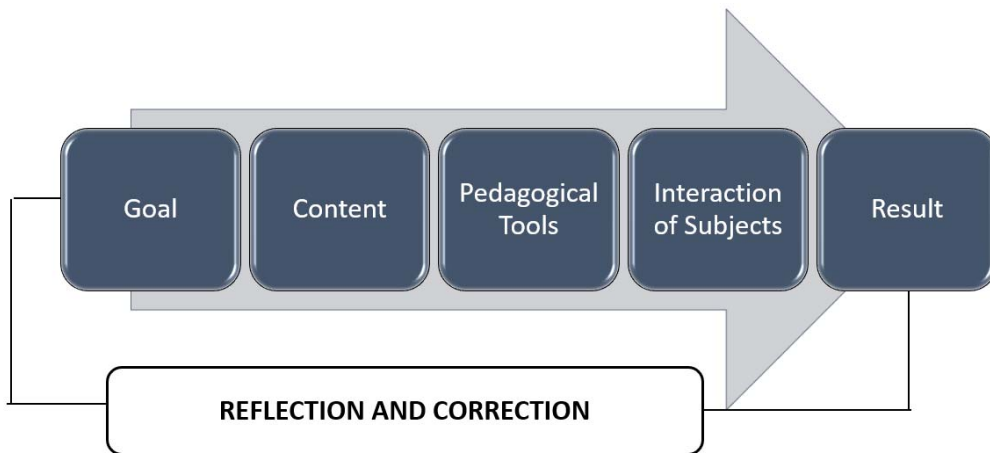 Goal
Content
Pedagogical
Tools
Interaction
of Subjects
Result
REFLECTION AND CORRECTION